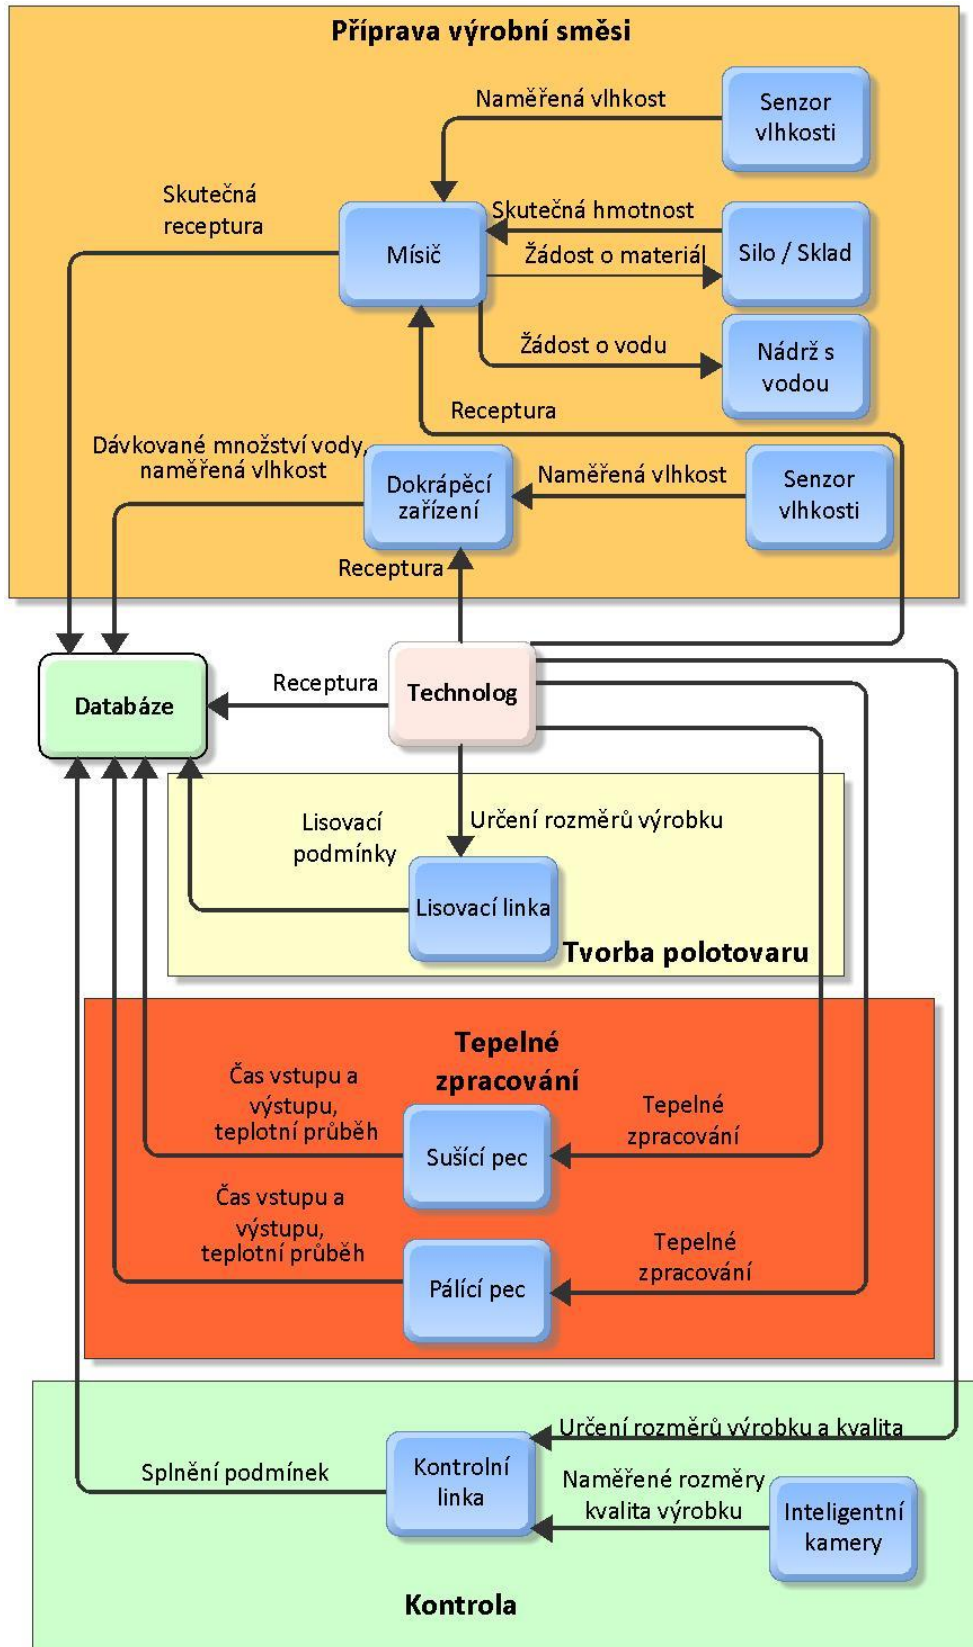 Příprava výrobní směsi
Naměřená vlhkost
Senzor
vlhkosti
Skutečná
receptura
Mísič
Skutečná hmotnost
Žádost o materiál
Silo / Sklad
Žádost o vodu
Nádrž s
vodou
Receptura
Dávkované množství vody,
naměřená vlhkost
Dokrápěcí
zařízení
Naměřená vlhkost
Senzor
vlhkosti
Receptura
Databáze
Receptura
Technolog
Lisovací
podmínky
Určení rozměrů výrobku
Lisovací linka
Tvorba polotovaru
Tepelné
zpracování
Čas vstupu a
výstupu,
teplotní průběh
Sušící pec
Tepelné
zpracování
Čas vstupu a
výstupu,
teplotní průběh
Pálící pec
Tepelné
zpracování
Určení rozměrů výrobku a kvalita
Splnění podmínek
Kontrolní
linka
Naměřené rozměry
kvalita výrobku
Inteligentní
kamery
Kontrola